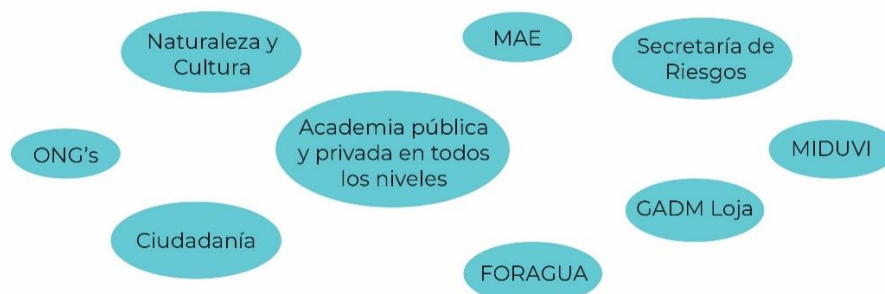 Naturaleza y
Cultura
MAE
Secretaría de
Riesgos
Academia pública
y privada en todos
los niveles
ONG's
MIDUVI
GADM Loja
Ciudadanía
FORAGUA